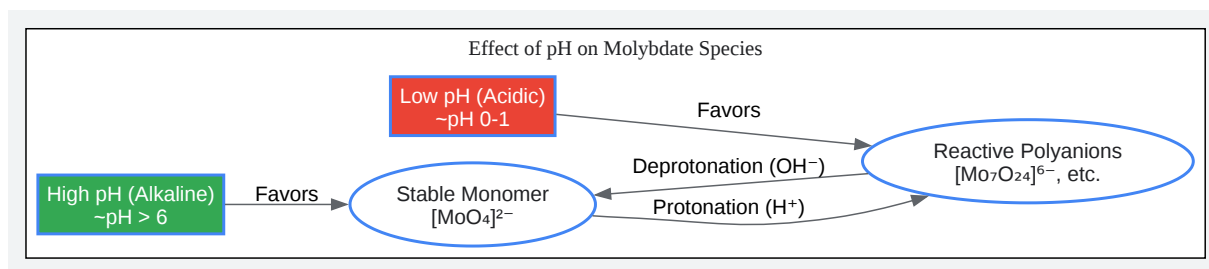 Effect of pH on Molybdate Species
Low pH (Acidic)
~pH 0-1
Favors
Reactive Polyanions
[Mo₇O₂₄]⁶⁻, etc.
Deprotonation (OH⁻)
High pH (Alkaline)
~pH > 6
Favors
Stable Monomer
[MoO₄]²⁻
Protonation (H⁺)